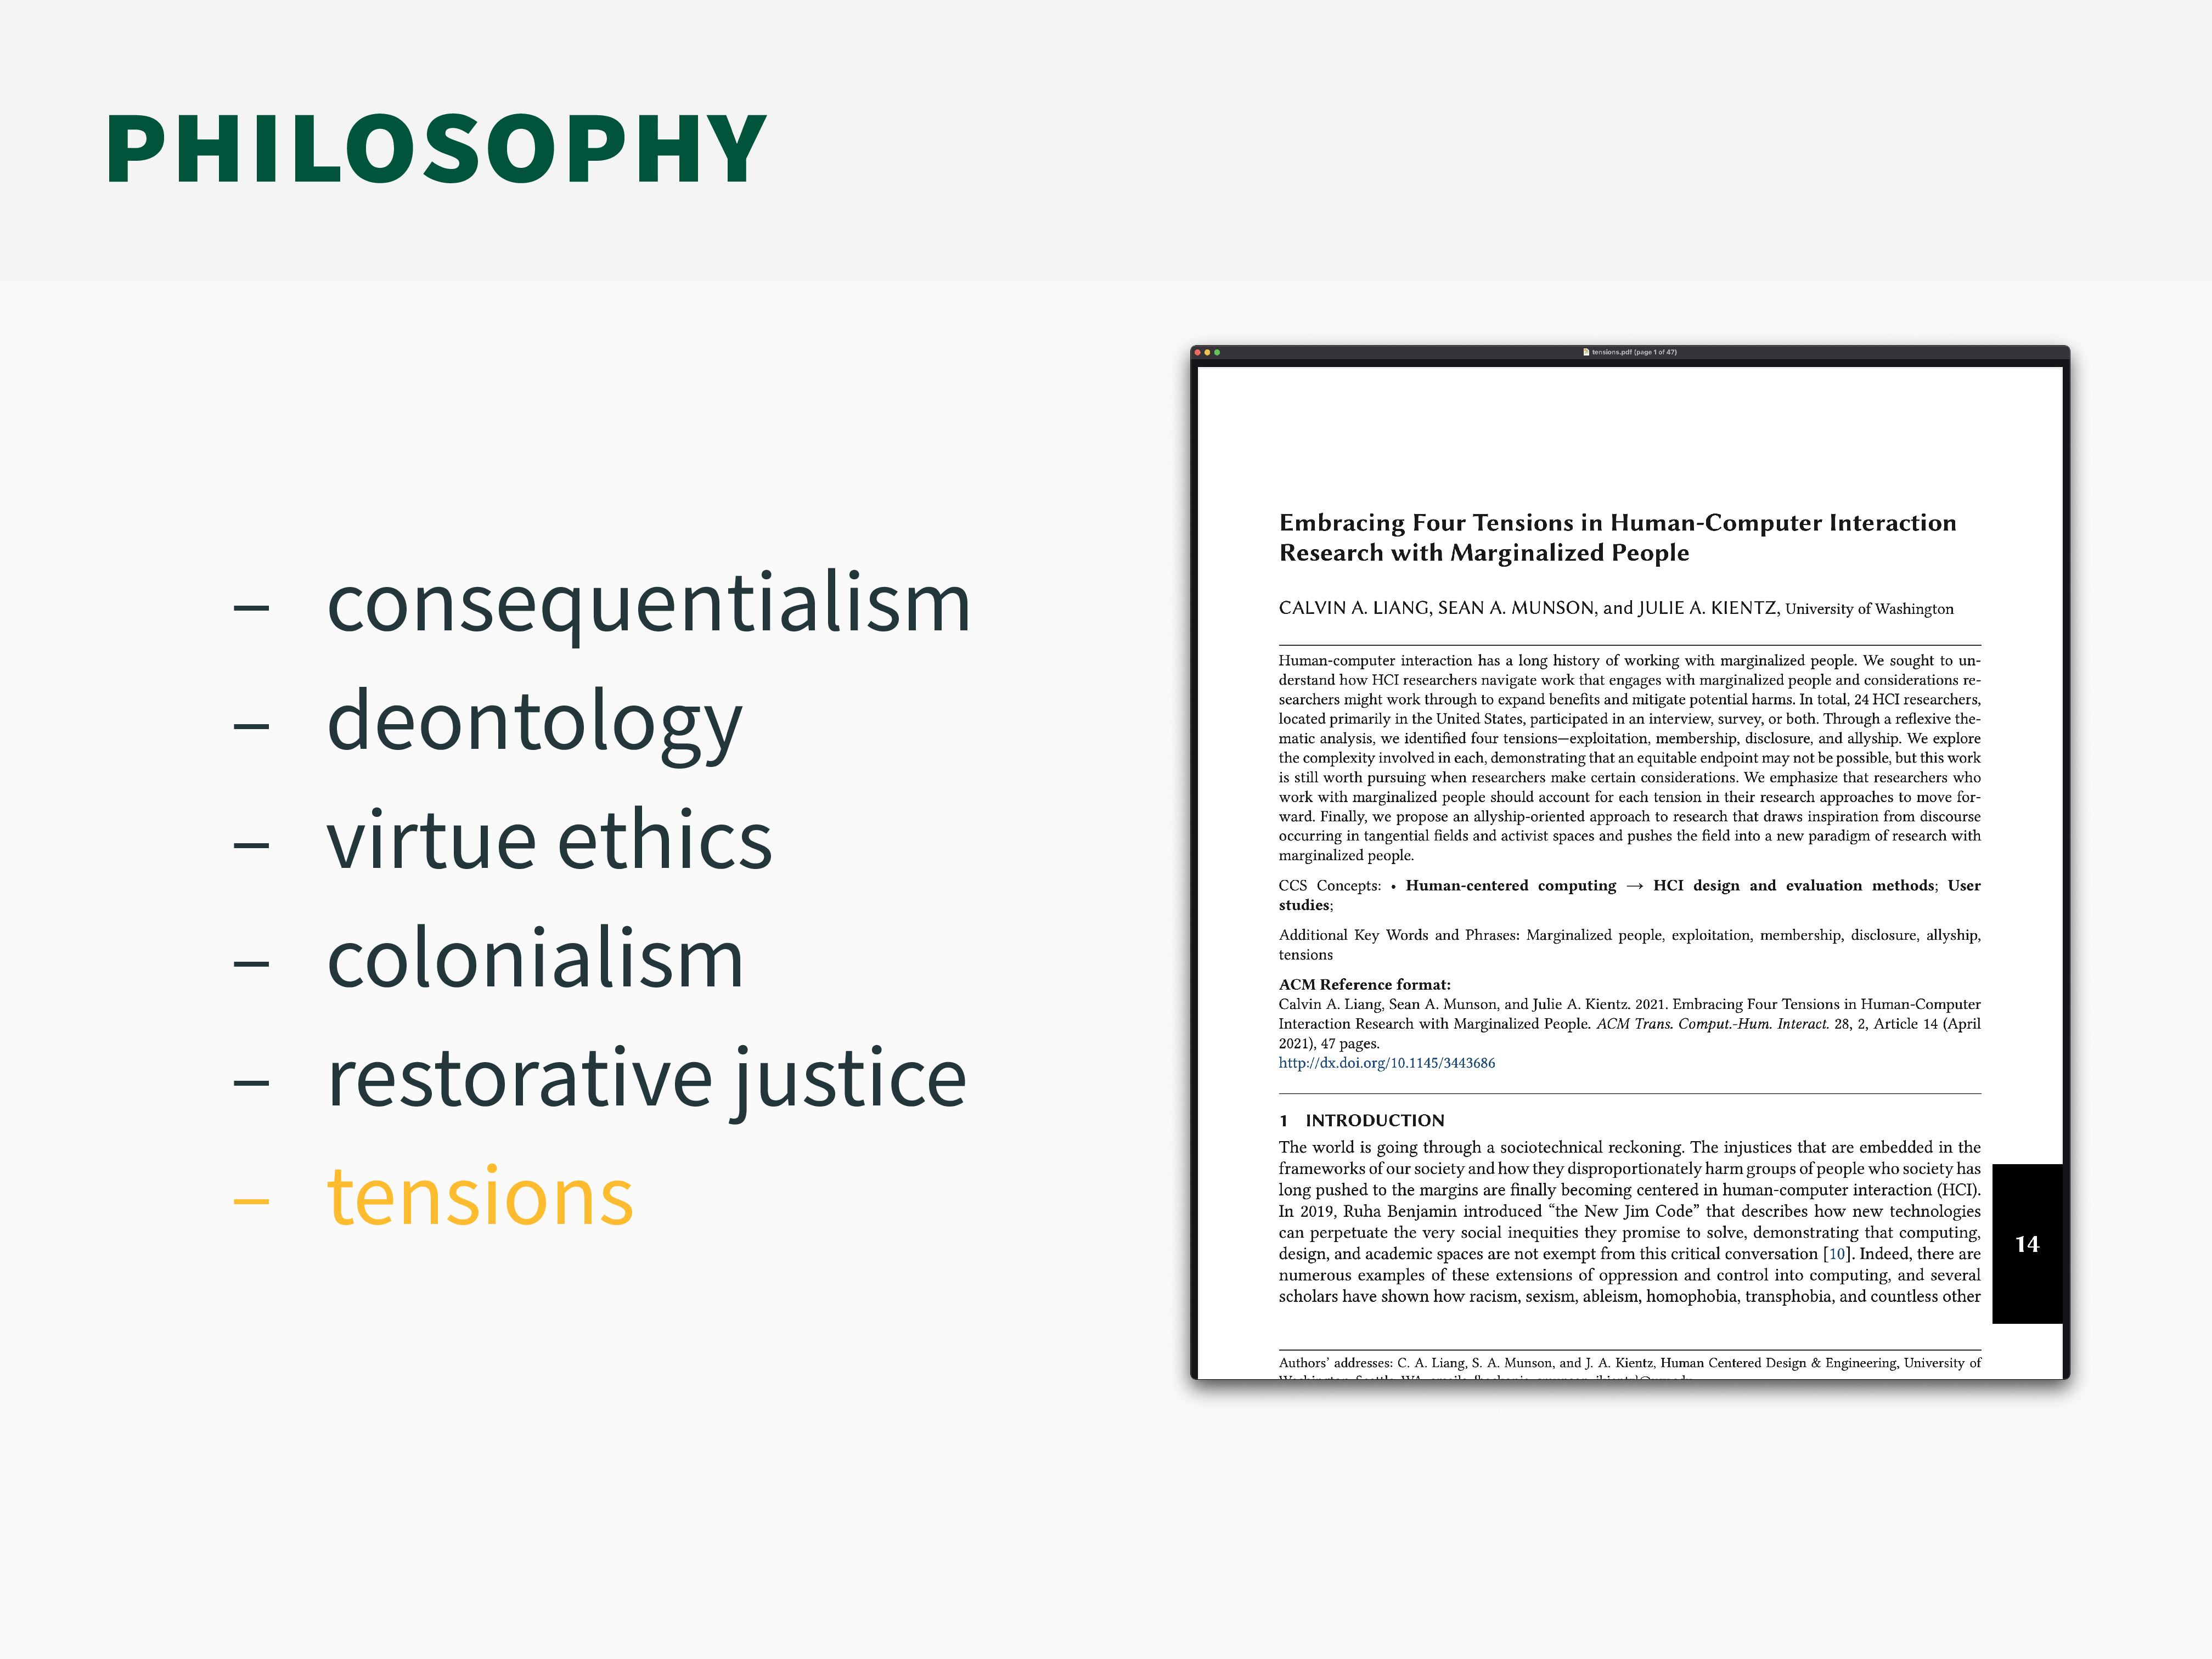 PHILOSOPHY
– consequentialism
– deontology
– virtue ethics
– colonialism
– restorative justice
– tensions
tensions.pdf (page 1 of 47)
Embracing Four Tensions in Human-Computer Interaction
Research with Marginalized People
CALVIN A. LIANG, SEAN A. MUNSON, and JULIE A. KIENTZ, University of Washington
Human-computer interaction has a long history of working with marginalized people. We sought to un-
derstand how HCI researchers navigate work that engages with marginalized people and considerations re-
searchers might work through to expand benefits and mitigate potential harms. In total, 24 HCI researchers,
located primarily in the United States, participated in an interview, survey, or both. Through a reflexive the-
matic analysis, we identified four tensions—exploitation, membership, disclosure, and allyship. We explore
the complexity involved in each, demonstrating that an equitable endpoint may not be possible, but this work
is still worth pursuing when researchers make certain considerations. We emphasize that researchers who
work with marginalized people should account for each tension in their research approaches to move for-
ward. Finally, we propose an allyship-oriented approach to research that draws inspiration from discourse
occurring in tangential fields and activist spaces and pushes the field into a new paradigm of research with
marginalized people.
CCS Concepts: • Human-centered computing → HCI design and evaluation methods; User
studies;
Additional Key Words and Phrases: Marginalized people, exploitation, membership, disclosure, allyship,
tensions
ACM Reference format:
Calvin A. Liang, Sean A. Munson, and Julie A. Kientz. 2021. Embracing Four Tensions in Human-Computer
Interaction Research with Marginalized People. ACM Trans. Comput.-Hum. Interact. 28, 2, Article 14 (April
2021), 47 pages.
http://dx.doi.org/10.1145/3443686
1 INTRODUCTION
The world is going through a sociotechnical reckoning. The injustices that are embedded in the
frameworks of our society and how they disproportionately harm groups of people who society has
long pushed to the margins are finally becoming centered in human-computer interaction (HCI).
In 2019, Ruha Benjamin introduced “the New Jim Code” that describes how new technologies
can perpetuate the very social inequities they promise to solve, demonstrating that computing,
design, and academic spaces are not exempt from this critical conversation [10]. Indeed, there are
numerous examples of these extensions of oppression and control into computing, and several
scholars have shown how racism, sexism, ableism, homophobia, transphobia, and countless other
14
Authors’ addresses: C. A. Liang, S. A. Munson, and J. A. Kientz, Human Centered Design & Engineering, University of